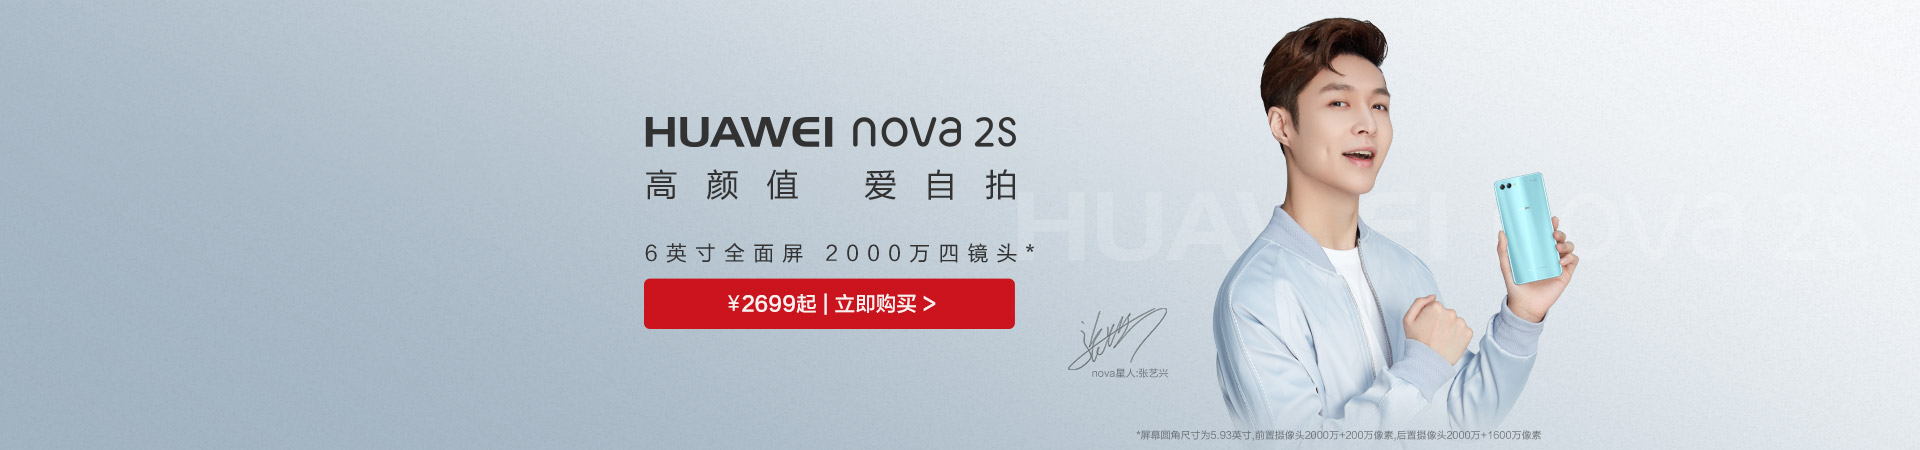 HUAWEI nova 2S
高颜值 爱自拍
6英寸全面屏 2000万四镜头*
¥2699起 | 立即购买 >
nova星人:张艺兴
*屏幕圆角尺寸为5.93英寸,前置摄像头2000万+200万像素,后置摄像头2000万+1600万像素